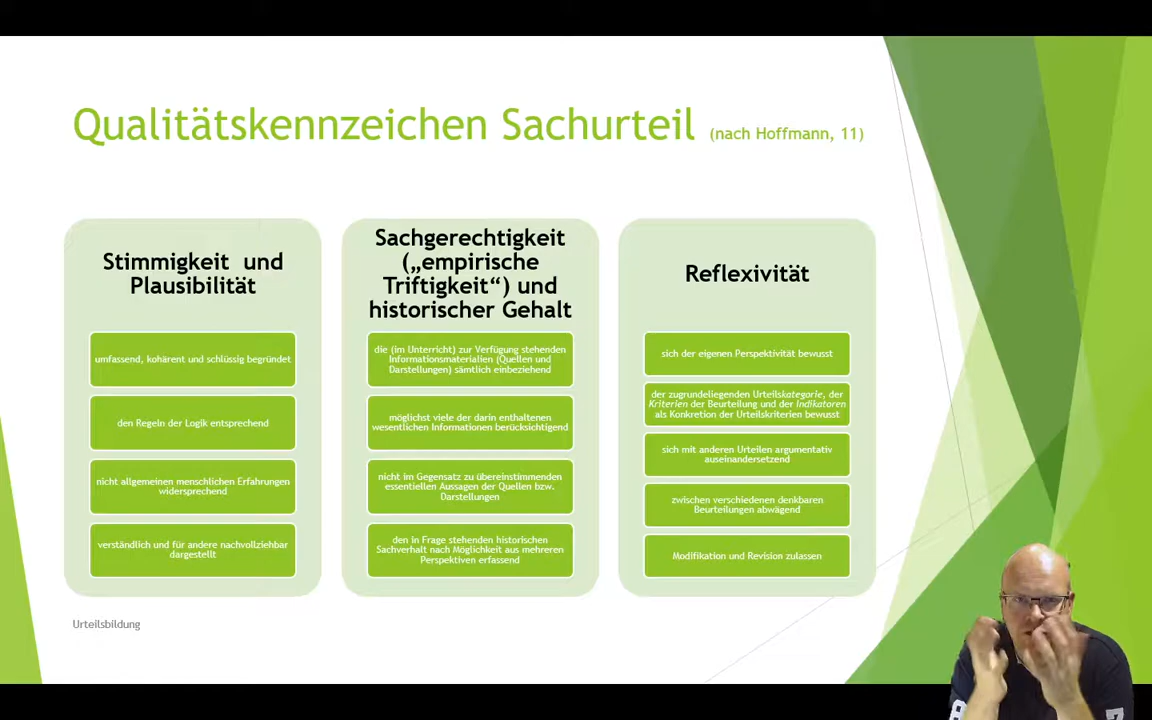 Qualitätskennzeichen Sachurteil (nach Hoffmann, 11)
Stimmigkeit und
Plausibilität
umfassend, kohärent und schlüssig begründet
den Regeln der Logik entsprechend
nicht allgemeinen menschlichen Erfahrungen
widersprechend
verständlich und für andere nachvollziehbar
dargestellt
Sachgerechtigkeit
(„empirische
Triftigkeit“) und
historischer Gehalt
die (im Unterricht) zur Verfügung stehenden
Informationsmaterialien (Quellen und
Darstellungen) sämtlich einbeziehend
möglichst viele der darin enthaltenen
wesentlichen Informationen berücksichtigend
nicht im Gegensatz zu übereinstimmenden
essentiellen Aussagen der Quellen bzw.
Darstellungen
den in Frage stehenden historischen
Sachverhalt nach Möglichkeit aus mehreren
Perspektiven erfassend
Reflexivität
sich der eigenen Perspektivität bewusst
der zugrundeliegenden Urteilskategorie, der
Kriterien der Beurteilung und der Indikatoren
als Konkretion der Urteilskriterien bewusst
sich mit anderen Urteilen argumentativ
auseinandersetzend
zwischen verschiedenen denkbaren
Beurteilungen abwägend
Modifikation und Revision zulassen
Urteilsbildung